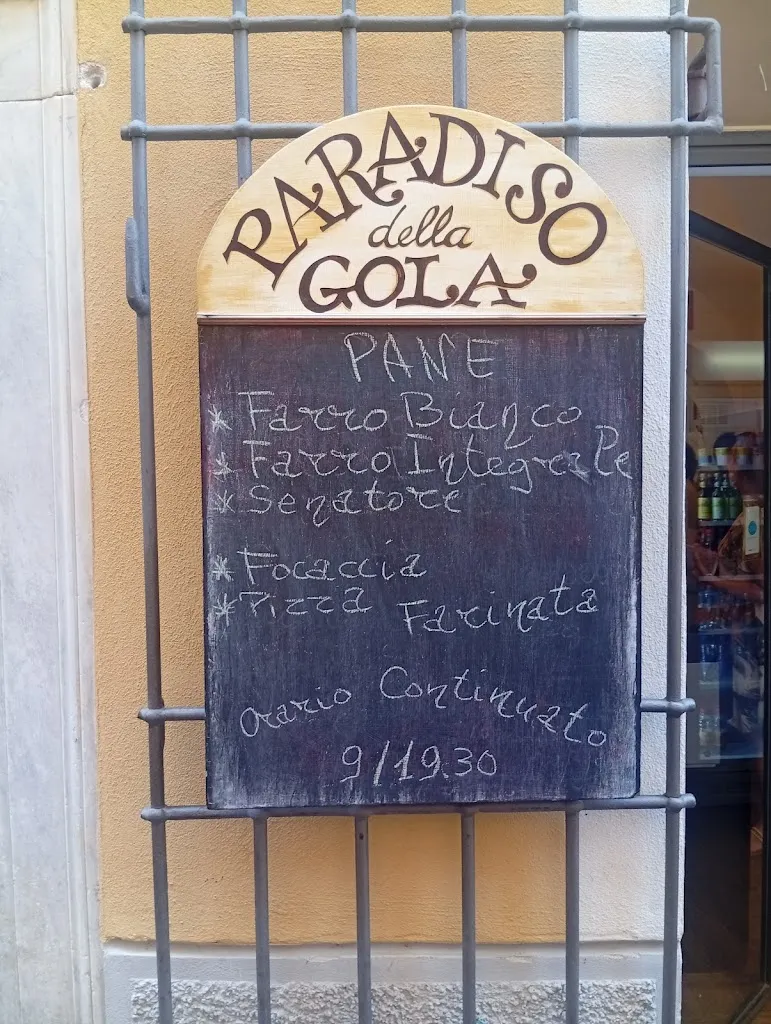 PARADISO
della
GOLA
PANE
* Farro Bianco
* Farro Integrale
* Senatore
* Focaccia
* Pizza Farinata
Orario Continuato
9/19.30